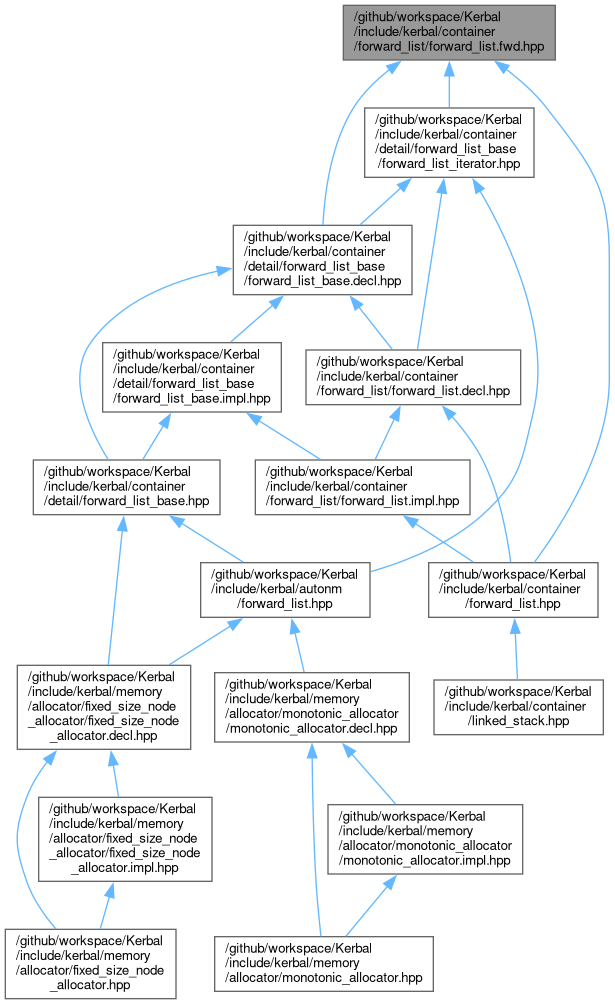 /github/workspace/Kerbal
/include/kerbal/container
/forward_list/forward_list.fwd.hpp
/github/workspace/Kerbal
/include/kerbal/container
/detail/forward_list_base
/forward_list_iterator.hpp
/github/workspace/Kerbal
/include/kerbal/container
/detail/forward_list_base
/forward_list_base.decl.hpp
/github/workspace/Kerbal
/include/kerbal/container
/detail/forward_list_base
/forward_list_base.impl.hpp
/github/workspace/Kerbal
/include/kerbal/container
/forward_list/forward_list.decl.hpp
/github/workspace/Kerbal
/include/kerbal/container
/detail/forward_list_base.hpp
/github/workspace/Kerbal
/include/kerbal/container
/forward_list/forward_list.impl.hpp
/github/workspace/Kerbal
/include/kerbal/autonm
/forward_list.hpp
/github/workspace/Kerbal
/include/kerbal/container
/forward_list.hpp
/github/workspace/Kerbal
/include/kerbal/memory
/allocator/fixed_size_node
_allocator/fixed_size_node
_allocator.decl.hpp
/github/workspace/Kerbal
/include/kerbal/memory
/allocator/monotonic_allocator
/monotonic_allocator.decl.hpp
/github/workspace/Kerbal
/include/kerbal/container
/linked_stack.hpp
/github/workspace/Kerbal
/include/kerbal/memory
/allocator/fixed_size_node
_allocator/fixed_size_node
_allocator.impl.hpp
/github/workspace/Kerbal
/include/kerbal/memory
/allocator/monotonic_allocator
/monotonic_allocator.impl.hpp
/github/workspace/Kerbal
/include/kerbal/memory
/allocator/fixed_size_node
_allocator.hpp
/github/workspace/Kerbal
/include/kerbal/memory
/allocator/monotonic_allocator.hpp